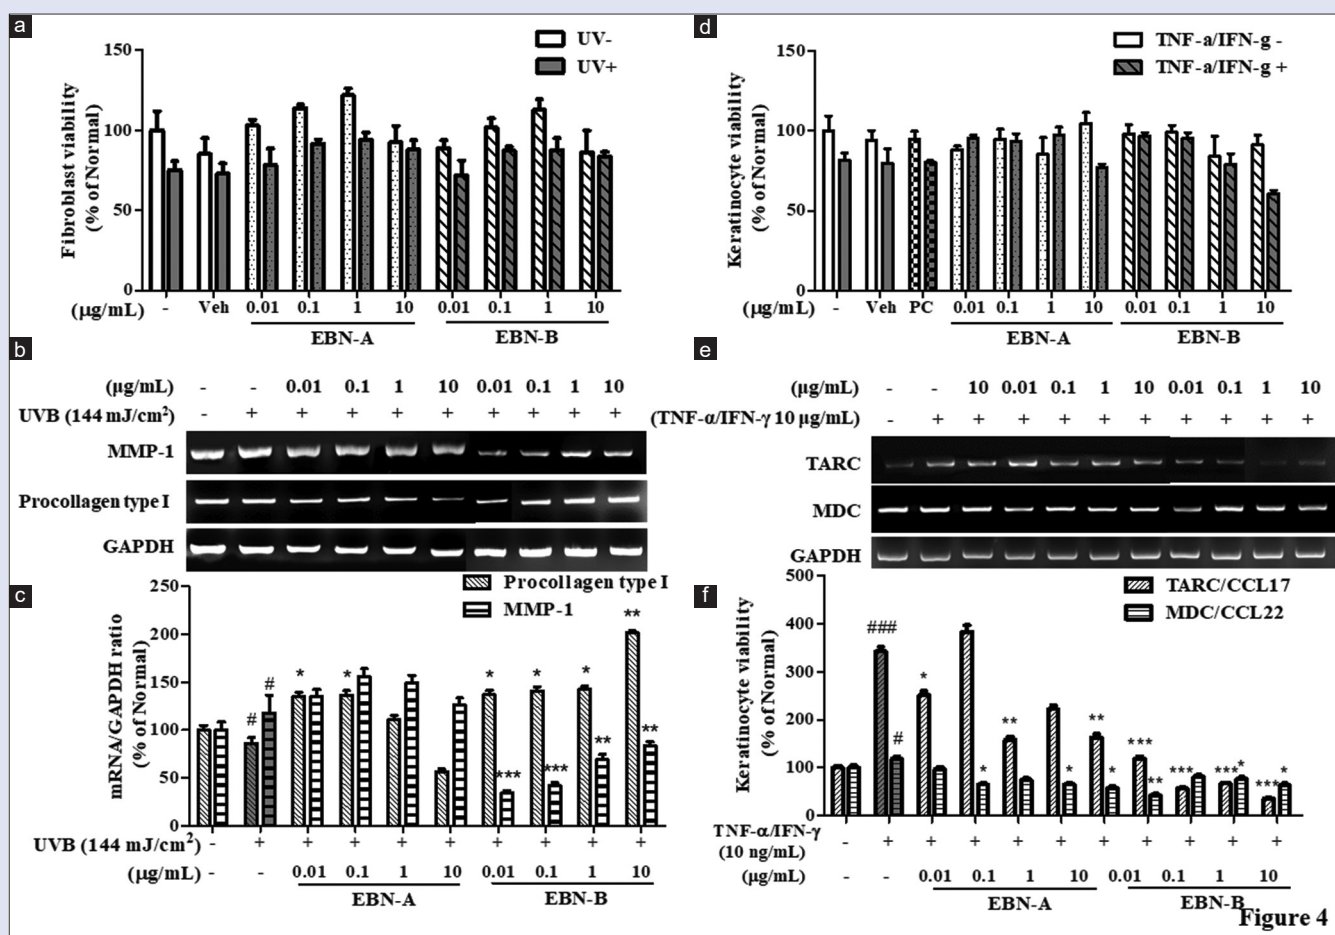 a
UV-
UV+
Fibroblast viability
(% of Normal)
150
100
50
0
(µg/mL) - Veh 0.01 0.1 1 10 0.01 0.1 1 10
EBN-A EBN-B
b
(µg/mL) - - 0.01 0.1 1 10 0.01 0.1 1 10
UVB (144 mJ/cm²) - + + + + + + + + +
MMP-1
Procollagen type I
GAPDH
c
Procollagen type I
MMP-1
mRNA/GAPDH ratio
(% of Normal)
250
200
150
100
50
0
# # * * * *** * *** * ** ** **
UVB (144 mJ/cm²) - + + + + + + + + +
(µg/mL) - - 0.01 0.1 1 10 0.01 0.1 1 10
EBN-A EBN-B
d
TNF-a/IFN-g -
TNF-a/IFN-g +
Keratinocyte viability
(% of Normal)
150
100
50
0
(µg/mL) - Veh PC 0.01 0.1 1 10 0.01 0.1 1 10
EBN-A EBN-B
e
(µg/mL) - - 10 0.01 0.1 1 10 0.01 0.1 1 10
(TNF-α/IFN-γ 10 µg/mL) - + + + + + + + + + +
TARC
MDC
GAPDH
f
TARC/CCL17
MDC/CCL22
Keratinocyte viability
(% of Normal)
500
400
300
200
100
0
### # * * ** * ** * *** ** *** *** * *** *
TNF-α/IFN-γ
(10 ng/mL) - + + + + + + + + + +
(µg/mL) - - 0.01 0.1 1 10 0.01 0.1 1 10
EBN-A EBN-B
Figure 4